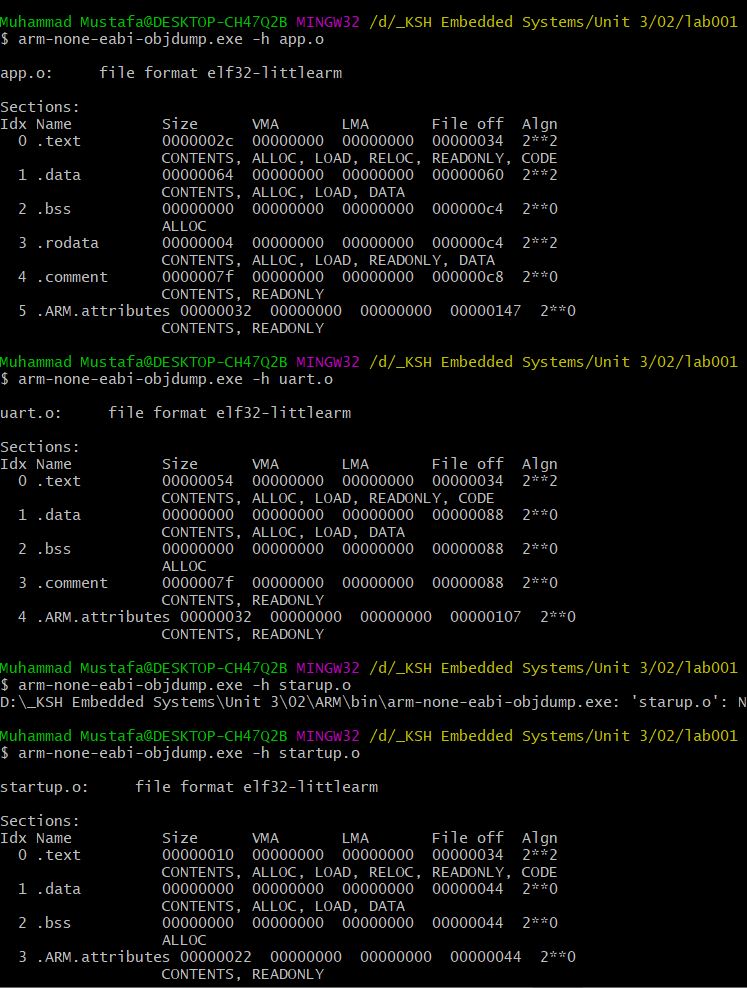 Muhammad Mustafa@DESKTOP-CH47Q2B MINGW32 /d/_KSH Embedded Systems/Unit 3/02/lab001
$ arm-none-eabi-objdump.exe -h app.o
app.o:     file format elf32-littlearm
Sections:
Idx Name          Size      VMA       LMA       File off  Algn
  0 .text         0000002c  00000000  00000000  00000034  2**2
                  CONTENTS, ALLOC, LOAD, RELOC, READONLY, CODE
  1 .data         00000064  00000000  00000000  00000060  2**2
                  CONTENTS, ALLOC, LOAD, DATA
  2 .bss          00000000  00000000  00000000  000000c4  2**0
                  ALLOC
  3 .rodata       00000004  00000000  00000000  000000c4  2**2
                  CONTENTS, ALLOC, LOAD, READONLY, DATA
  4 .comment      0000007f  00000000  00000000  000000c8  2**0
                  CONTENTS, READONLY
  5 .ARM.attributes 00000032  00000000  00000000  00000147  2**0
                  CONTENTS, READONLY
Muhammad Mustafa@DESKTOP-CH47Q2B MINGW32 /d/_KSH Embedded Systems/Unit 3/02/lab001
$ arm-none-eabi-objdump.exe -h uart.o
uart.o:     file format elf32-littlearm
Sections:
Idx Name          Size      VMA       LMA       File off  Algn
  0 .text         00000054  00000000  00000000  00000034  2**2
                  CONTENTS, ALLOC, LOAD, READONLY, CODE
  1 .data         00000000  00000000  00000000  00000088  2**0
                  CONTENTS, ALLOC, LOAD, DATA
  2 .bss          00000000  00000000  00000000  00000088  2**0
                  ALLOC
  3 .comment      0000007f  00000000  00000000  00000088  2**0
                  CONTENTS, READONLY
  4 .ARM.attributes 00000032  00000000  00000000  00000107  2**0
                  CONTENTS, READONLY
Muhammad Mustafa@DESKTOP-CH47Q2B MINGW32 /d/_KSH Embedded Systems/Unit 3/02/lab001
$ arm-none-eabi-objdump.exe -h starup.o
D:\_KSH Embedded Systems\Unit 3\02\ARM\bin\arm-none-eabi-objdump.exe: 'starup.o': N
Muhammad Mustafa@DESKTOP-CH47Q2B MINGW32 /d/_KSH Embedded Systems/Unit 3/02/lab001
$ arm-none-eabi-objdump.exe -h startup.o
startup.o:     file format elf32-littlearm
Sections:
Idx Name          Size      VMA       LMA       File off  Algn
  0 .text         00000010  00000000  00000000  00000034  2**2
                  CONTENTS, ALLOC, LOAD, RELOC, READONLY, CODE
  1 .data         00000000  00000000  00000000  00000044  2**0
                  CONTENTS, ALLOC, LOAD, DATA
  2 .bss          00000000  00000000  00000000  00000044  2**0
                  ALLOC
  3 .ARM.attributes 00000022  00000000  00000000  00000044  2**0
                  CONTENTS, READONLY